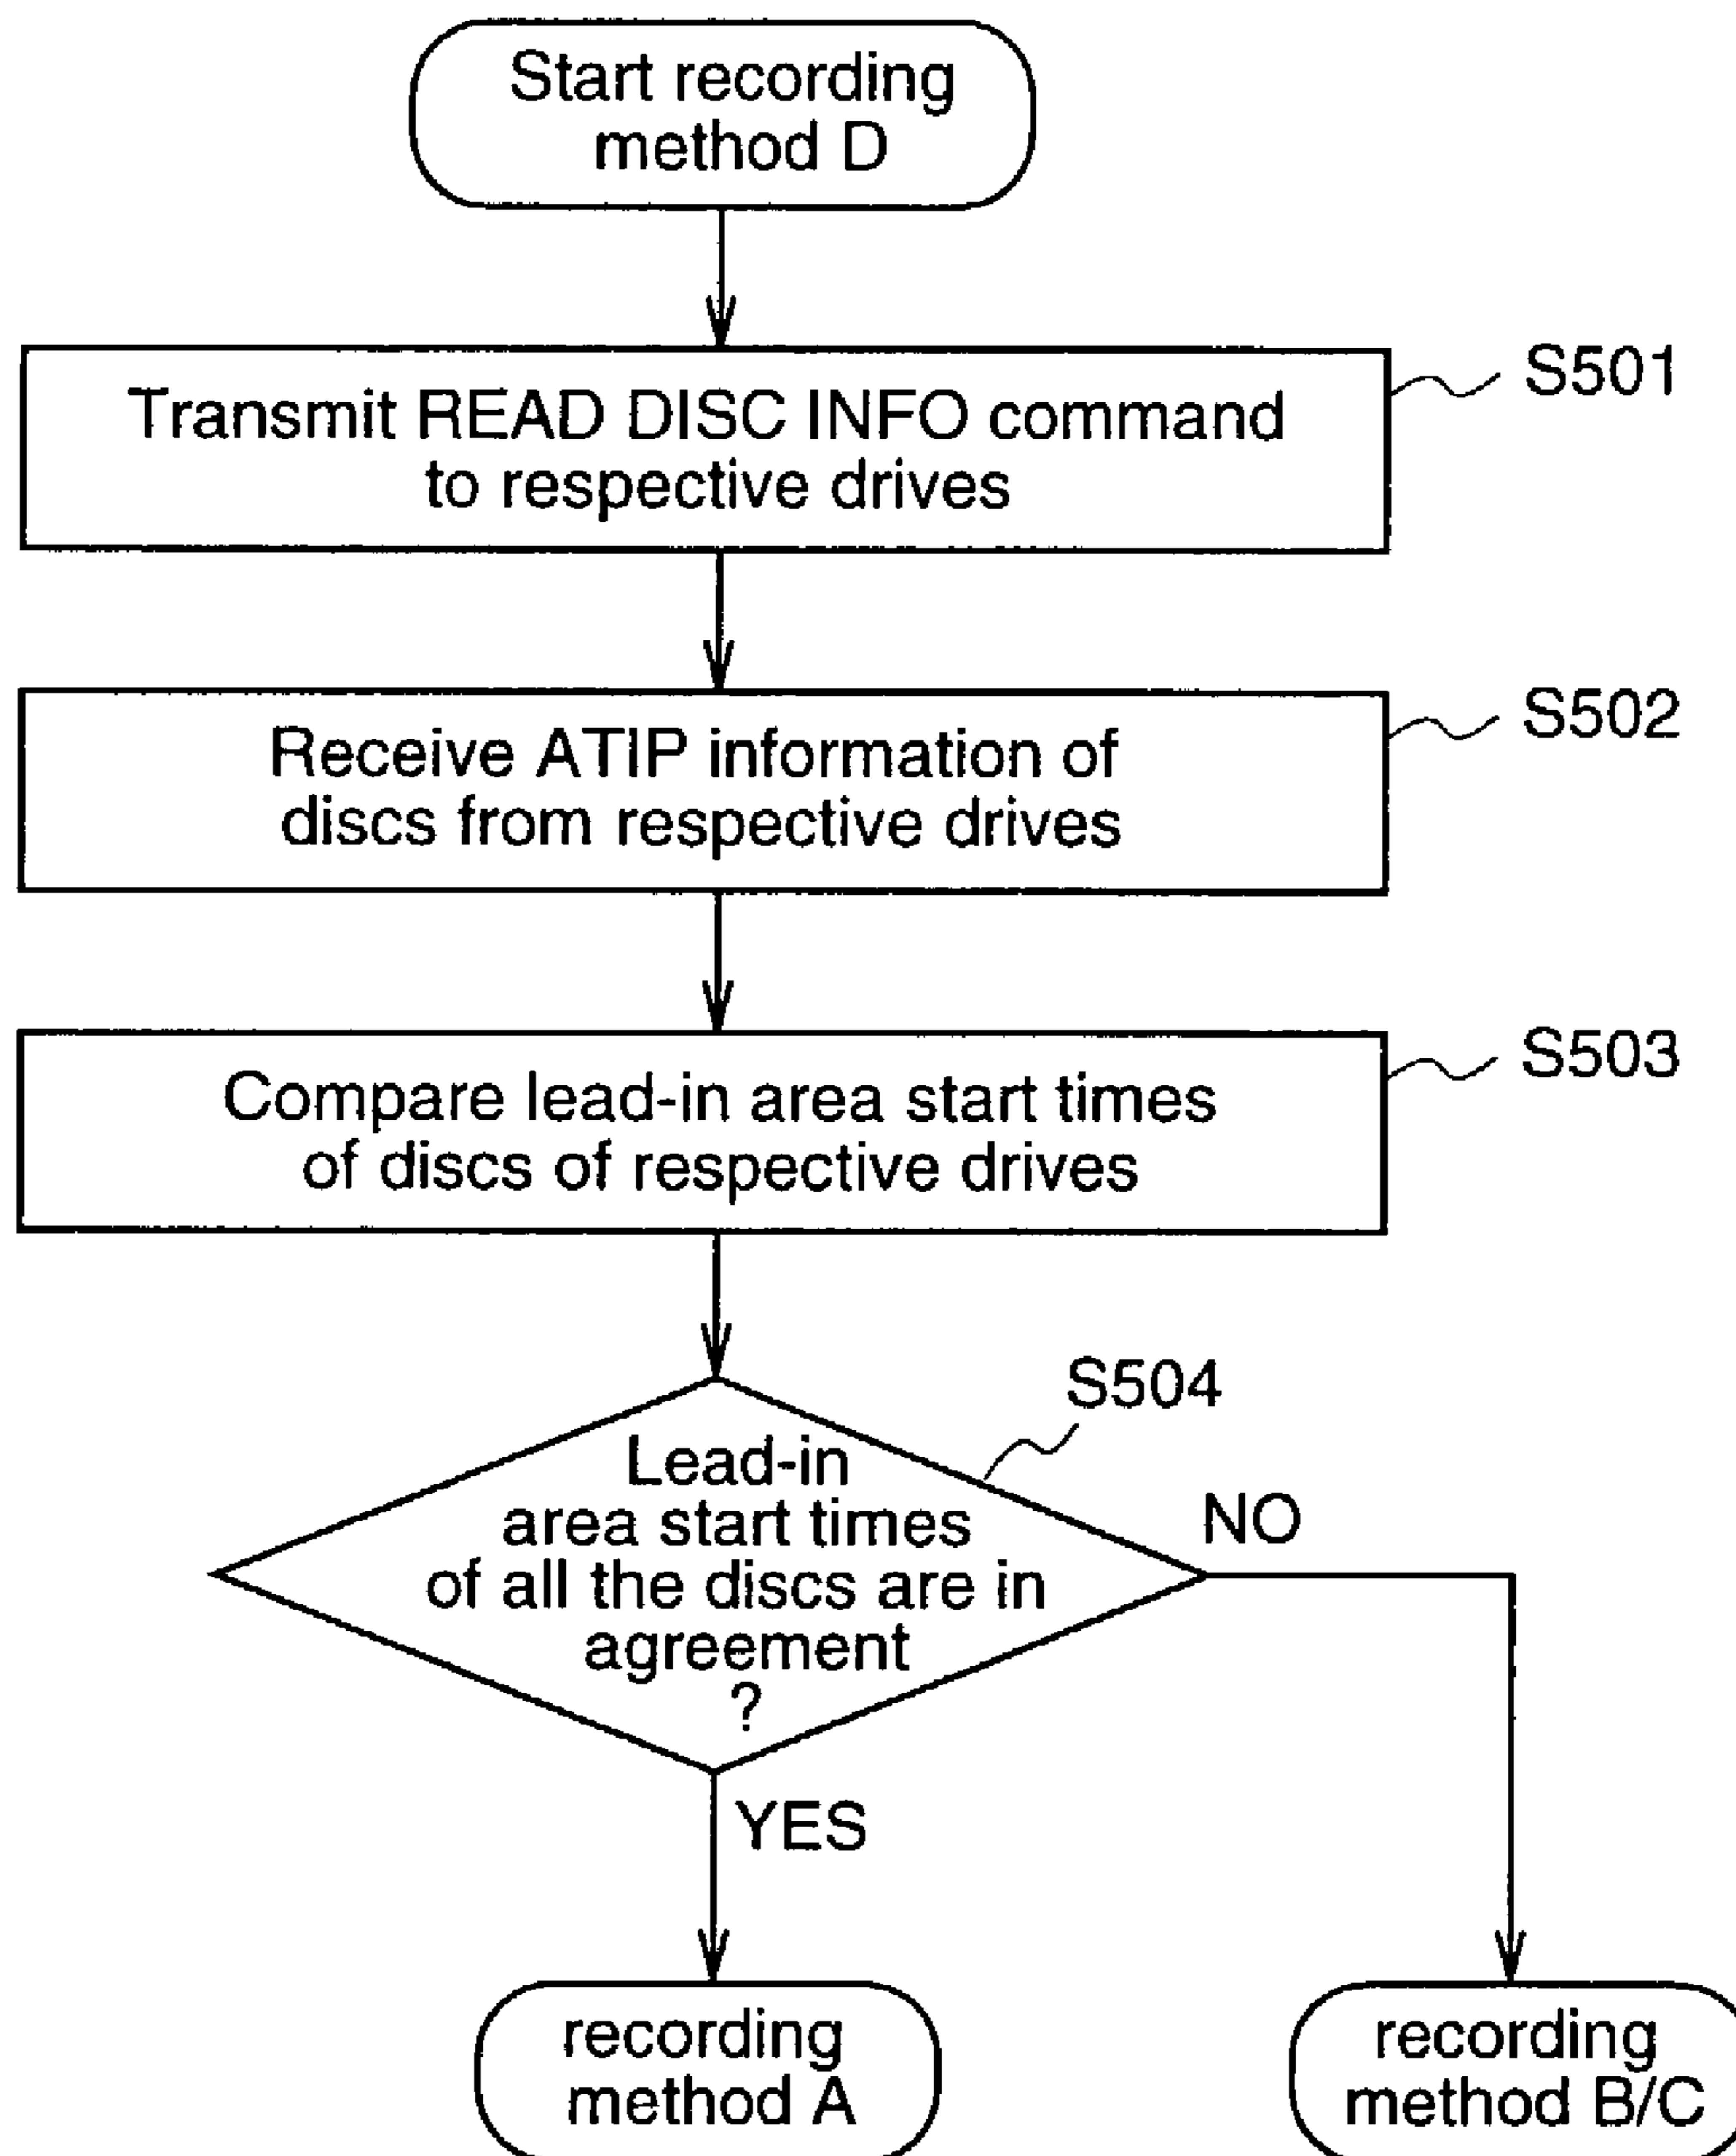 Start recording
method D
Transmit READ DISC INFO command
to respective drives
S501
Receive ATIP information of
discs from respective drives
S502
Compare lead-in area start times
of discs of respective drives
S503
S504
Lead-in
area start times
of all the discs are in
agreement
?
NO
YES
recording
method A
recording
method B/C